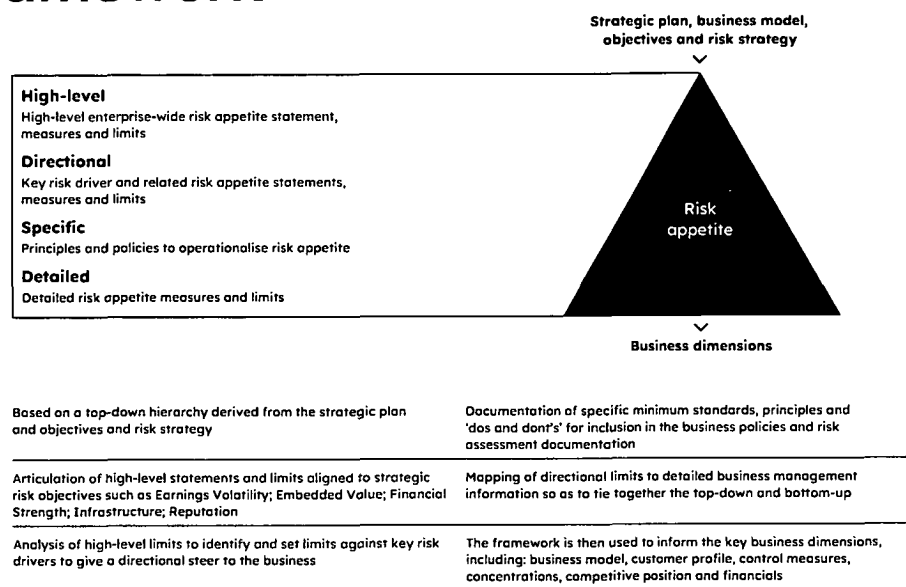 Strategic plan, business model,
objectives and risk strategy
High-level
High-level enterprise-wide risk appetite statement,
measures and limits
Directional
Key risk driver and related risk appetite statements,
measures and limits
Specific
Principles and policies to operationalise risk appetite
Detailed
Detailed risk appetite measures and limits
Risk
appetite
Business dimensions
Based on a top-down hierarchy derived from the strategic plan
and objectives and risk strategy
Documentation of specific minimum standards, principles and
'dos and dont's' for inclusion in the business policies and risk
assessment documentation
Articulation of high-level statements and limits aligned to strategic
risk objectives such as Earnings Volatility; Embedded Value; Financial
Strength; Infrastructure; Reputation
Mapping of directional limits to detailed business management
information so as to tie together the top-down and bottom-up
Analysis of high-level limits to identify and set limits against key risk
drivers to give a directional steer to the business
The framework is then used to inform the key business dimensions,
including: business model, customer profile, control measures,
concentrations, competitive position and financials